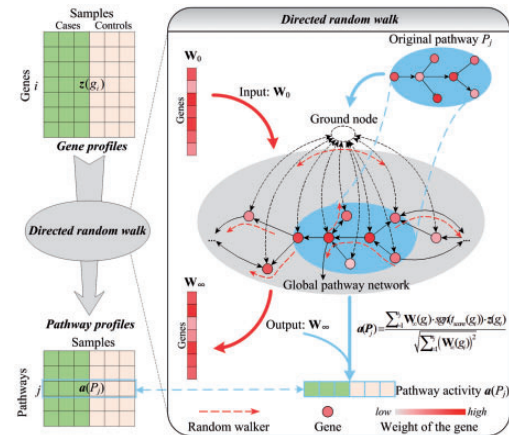 Samples
Cases Controls
Genes
i
z(gᵢ)
Gene profiles
Directed random walk
Pathway profiles
Samples
Pathways
j
a(Pⱼ)
Directed random walk
Original pathway Pⱼ
W₀
Genes
Input: W₀
Ground node
...
...
Global pathway network
W∞
Genes
Output: W∞
Pathway activity a(Pⱼ)
low high
Random walker
Gene
Weight of the gene